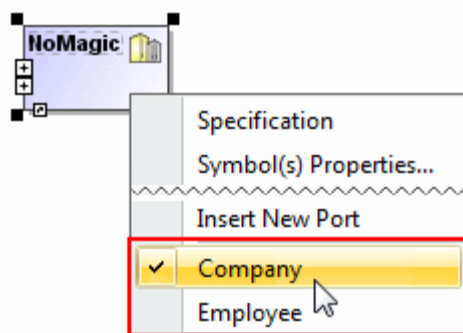 NoMagic
Specification
Symbol(s) Properties...
Insert New Port
Company
Employee